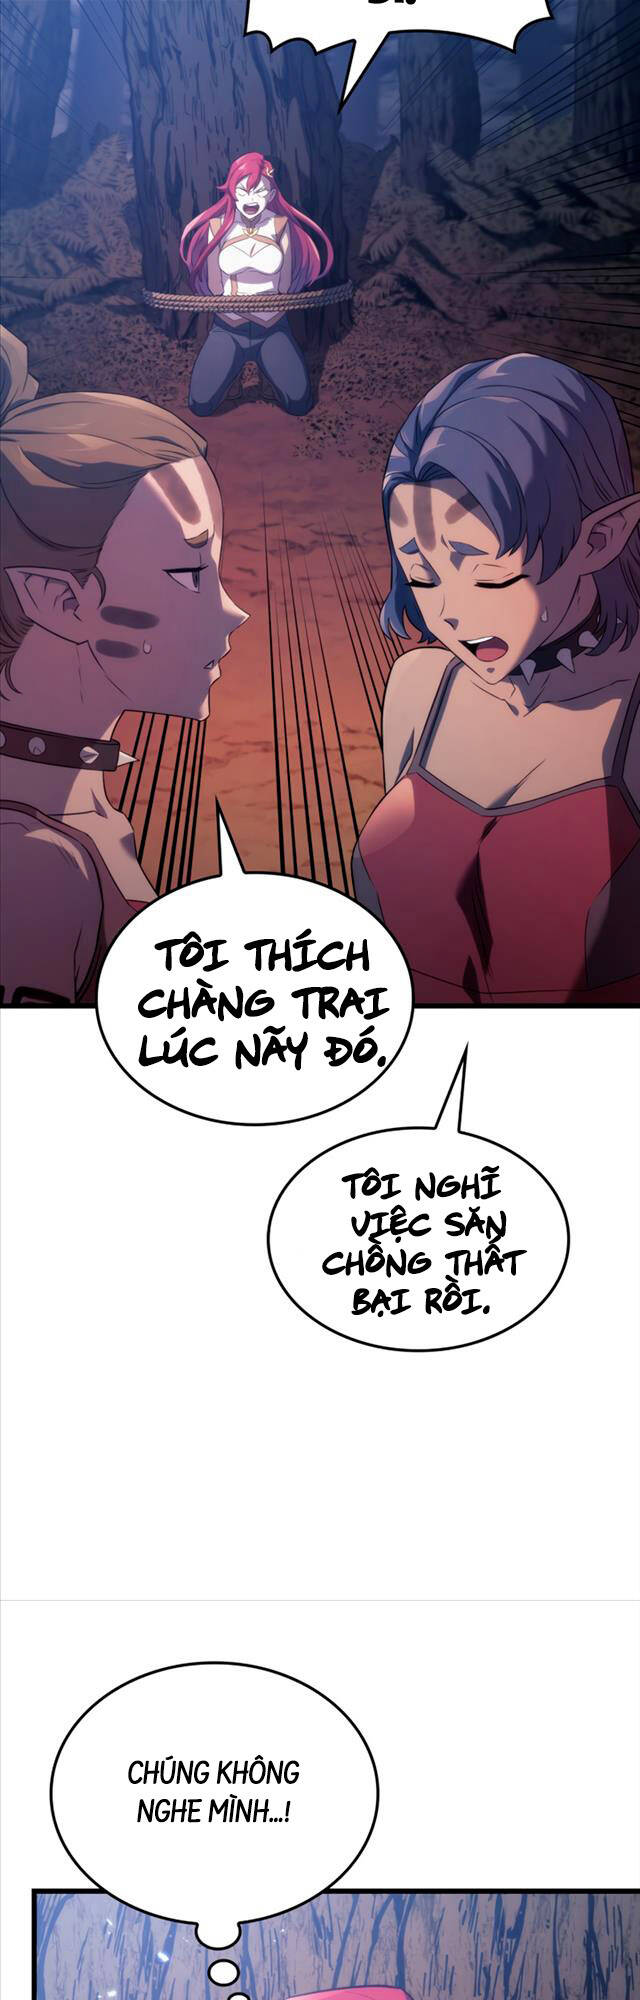 TÔI THÍCH
CHÀNG TRAI
LÚC NÃY ĐÓ.
TÔI NGHĨ
VIỆC SĂN
CHỒNG THẤT
BẠI RỒI.
CHÚNG KHÔNG
NGHE MÌNH...!